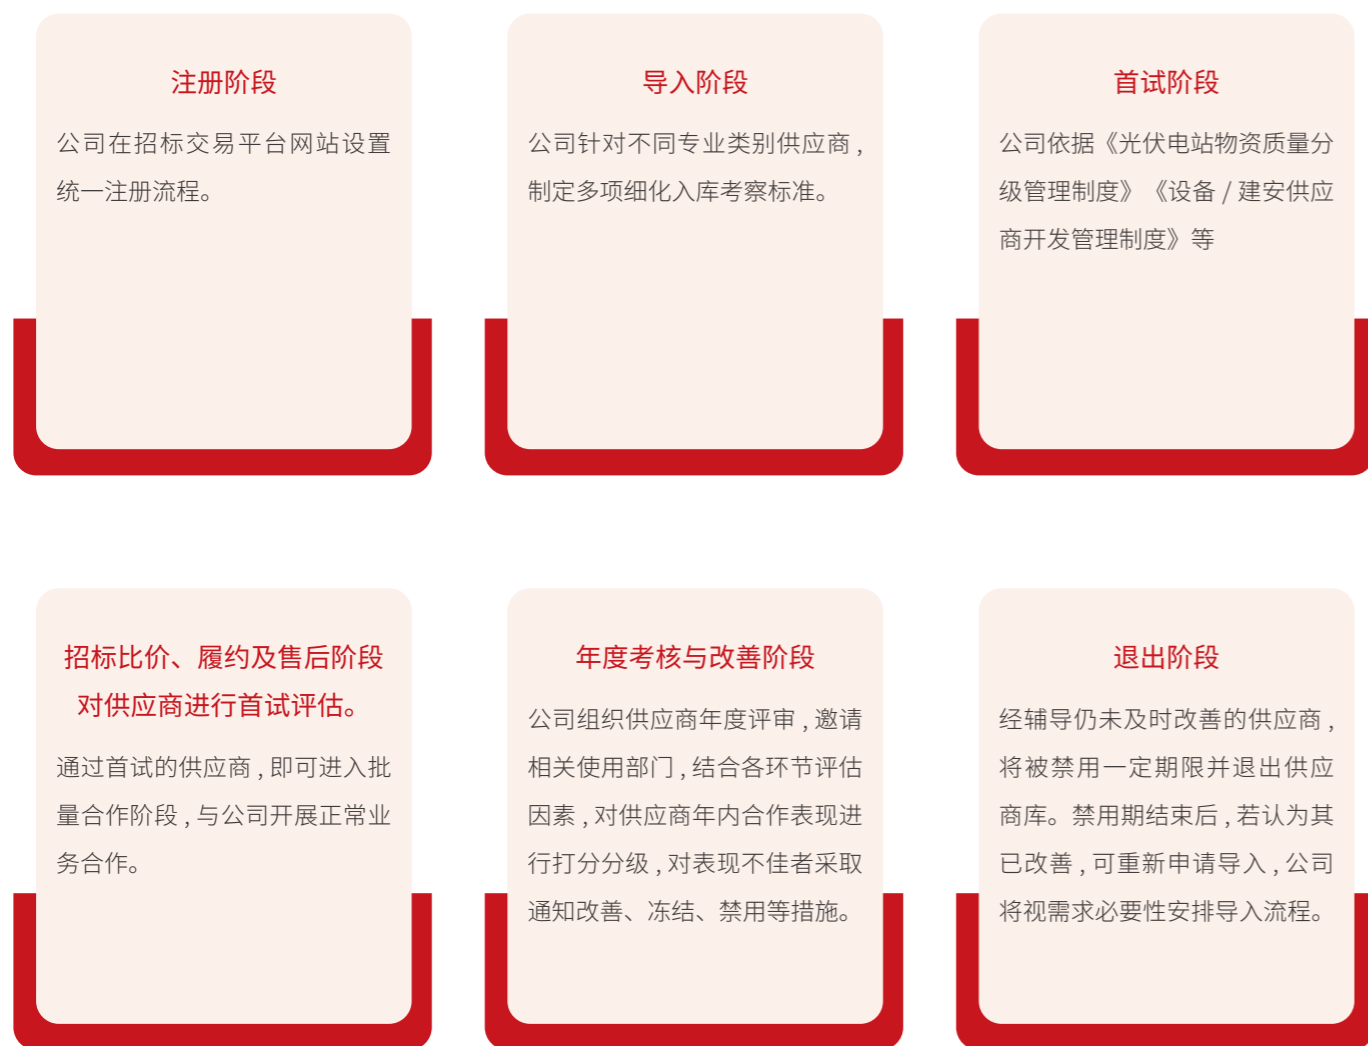 注册阶段
公司在招标交易平台网站设置
统一注册流程。
导入阶段
公司针对不同专业类别供应商,
制定多项细化入库考察标准。
首试阶段
公司依据《光伏电站物资质量分
级管理制度》《设备 / 建安供应
商开发管理制度》等
招标比价、履约及售后阶段
对供应商进行首试评估。
通过首试的供应商,即可进入批
量合作阶段,与公司开展正常业
务合作。
年度考核与改善阶段
公司组织供应商年度评审,邀请
相关使用部门,结合各环节评估
因素,对供应商年内合作表现进
行打分分级,对表现不佳者采取
通知改善、冻结、禁用等措施。
退出阶段
经辅导仍未及时改善的供应商,
将被禁用一定期限并退出供应
商库。禁用期结束后,若认为其
已改善,可重新申请导入,公司
将视需求必要性安排导入流程。